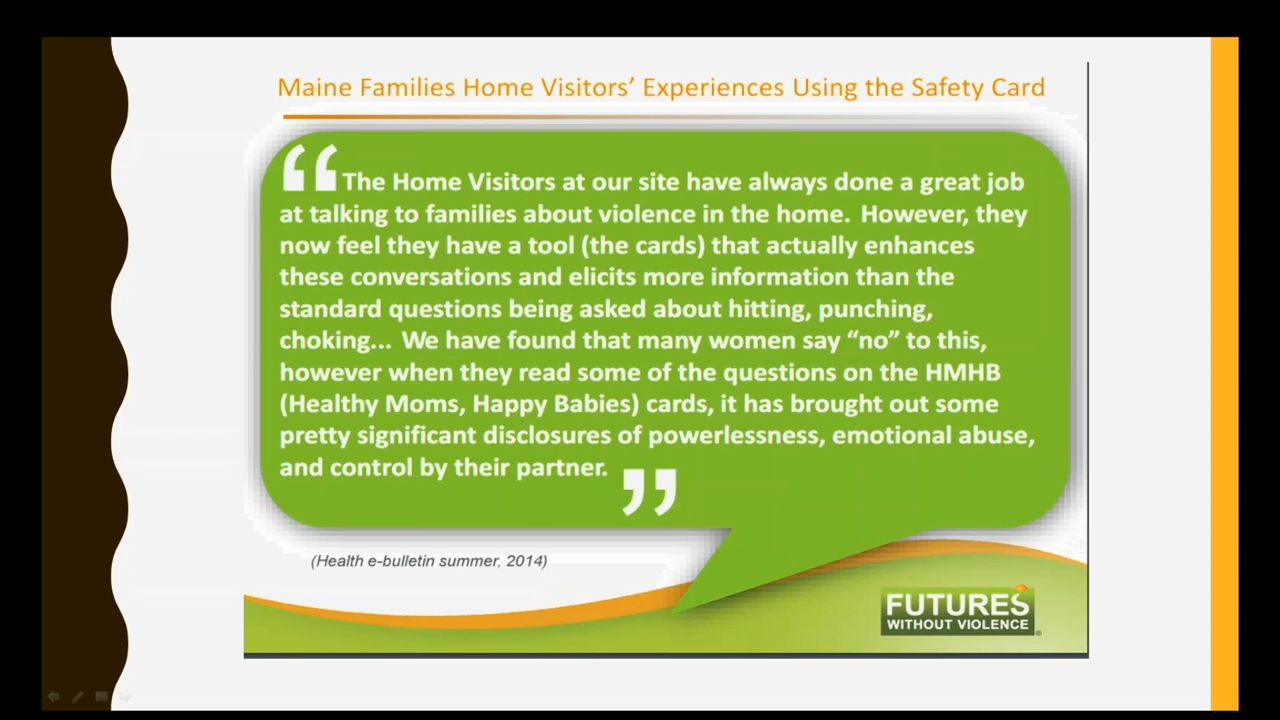 Maine Families Home Visitors’ Experiences Using the Safety Card
“The Home Visitors at our site have always done a great job
at talking to families about violence in the home. However, they
now feel they have a tool (the cards) that actually enhances
these conversations and elicits more information than the
standard questions being asked about hitting, punching,
choking... We have found that many women say “no” to this,
however when they read some of the questions on the HMHB
(Healthy Moms, Happy Babies) cards, it has brought out some
pretty significant disclosures of powerlessness, emotional abuse,
and control by their partner. ”
(Health e-bulletin summer, 2014)
FUTURES
WITHOUT VIOLENCE®